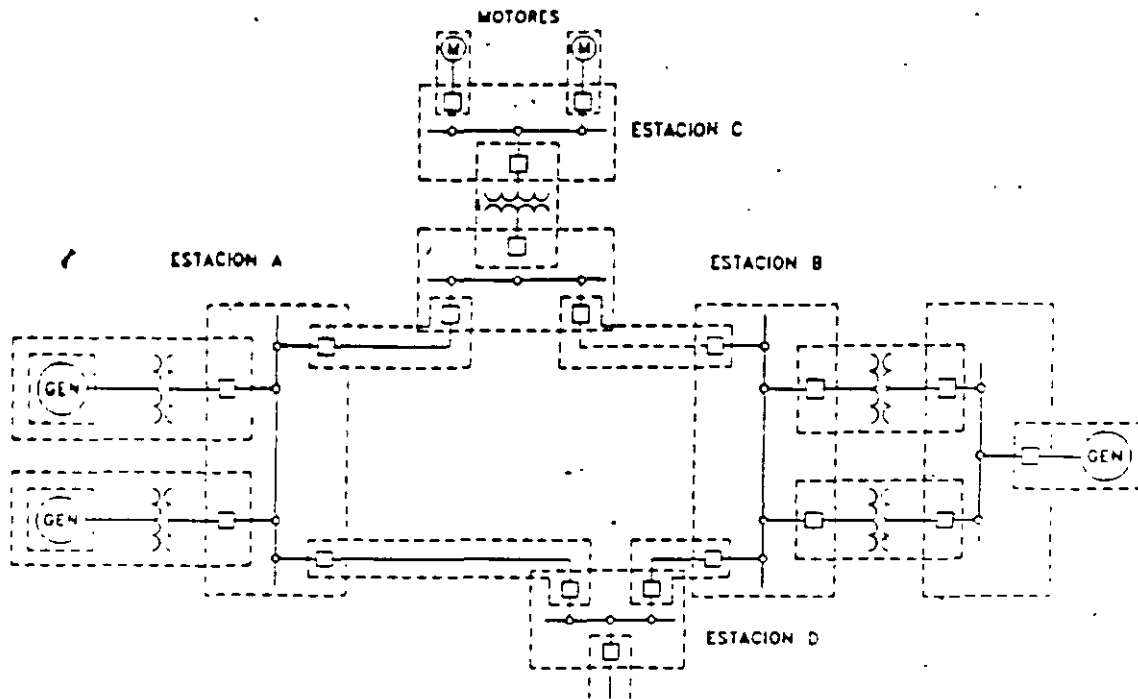 MOTORES
M M
ESTACION C
ESTACION A
ESTACION B
GEN
GEN
GEN
ESTACION D